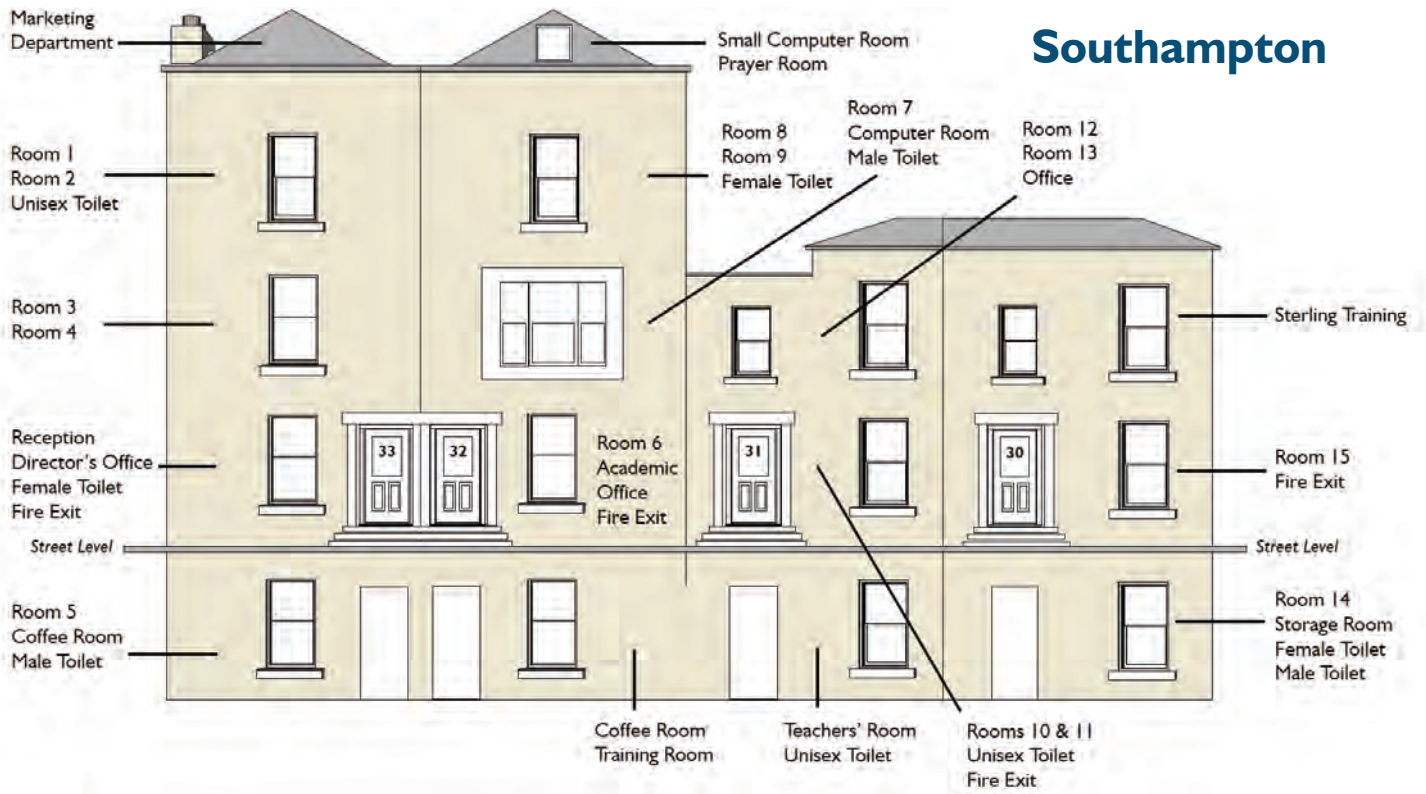 Marketing
Department
Small Computer Room
Prayer Room
Southampton
Room 1
Room 2
Unisex Toilet
Room 8
Room 9
Female Toilet
Room 7
Computer Room
Male Toilet
Room 12
Room 13
Office
Room 3
Room 4
Sterling Training
Reception
Director's Office
Female Toilet
Fire Exit
33
32
Room 6
Academic
Office
Fire Exit
31
30
Room 15
Fire Exit
Street Level
Street Level
Room 5
Coffee Room
Male Toilet
Room 14
Storage Room
Female Toilet
Male Toilet
Coffee Room
Training Room
Teachers' Room
Unisex Toilet
Rooms 10 & 11
Unisex Toilet
Fire Exit